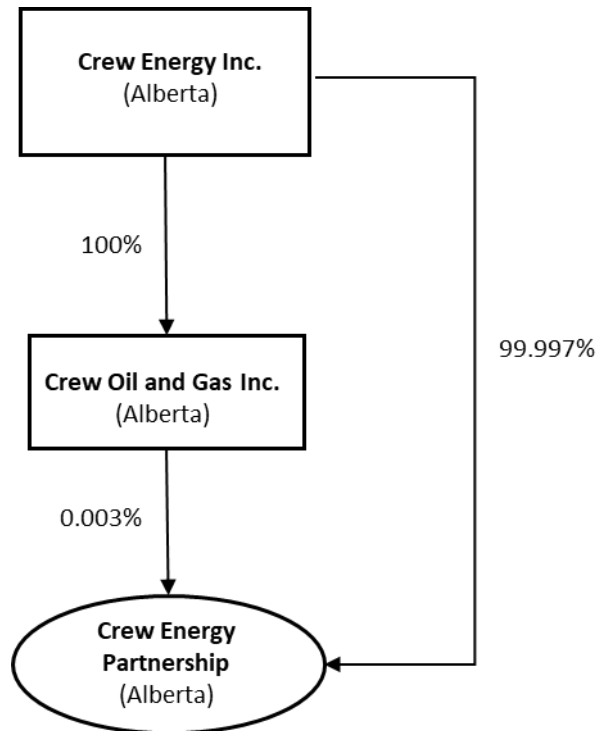 Crew Energy Inc.
(Alberta)
100%
99.997%
Crew Oil and Gas Inc.
(Alberta)
0.003%
Crew Energy
Partnership
(Alberta)